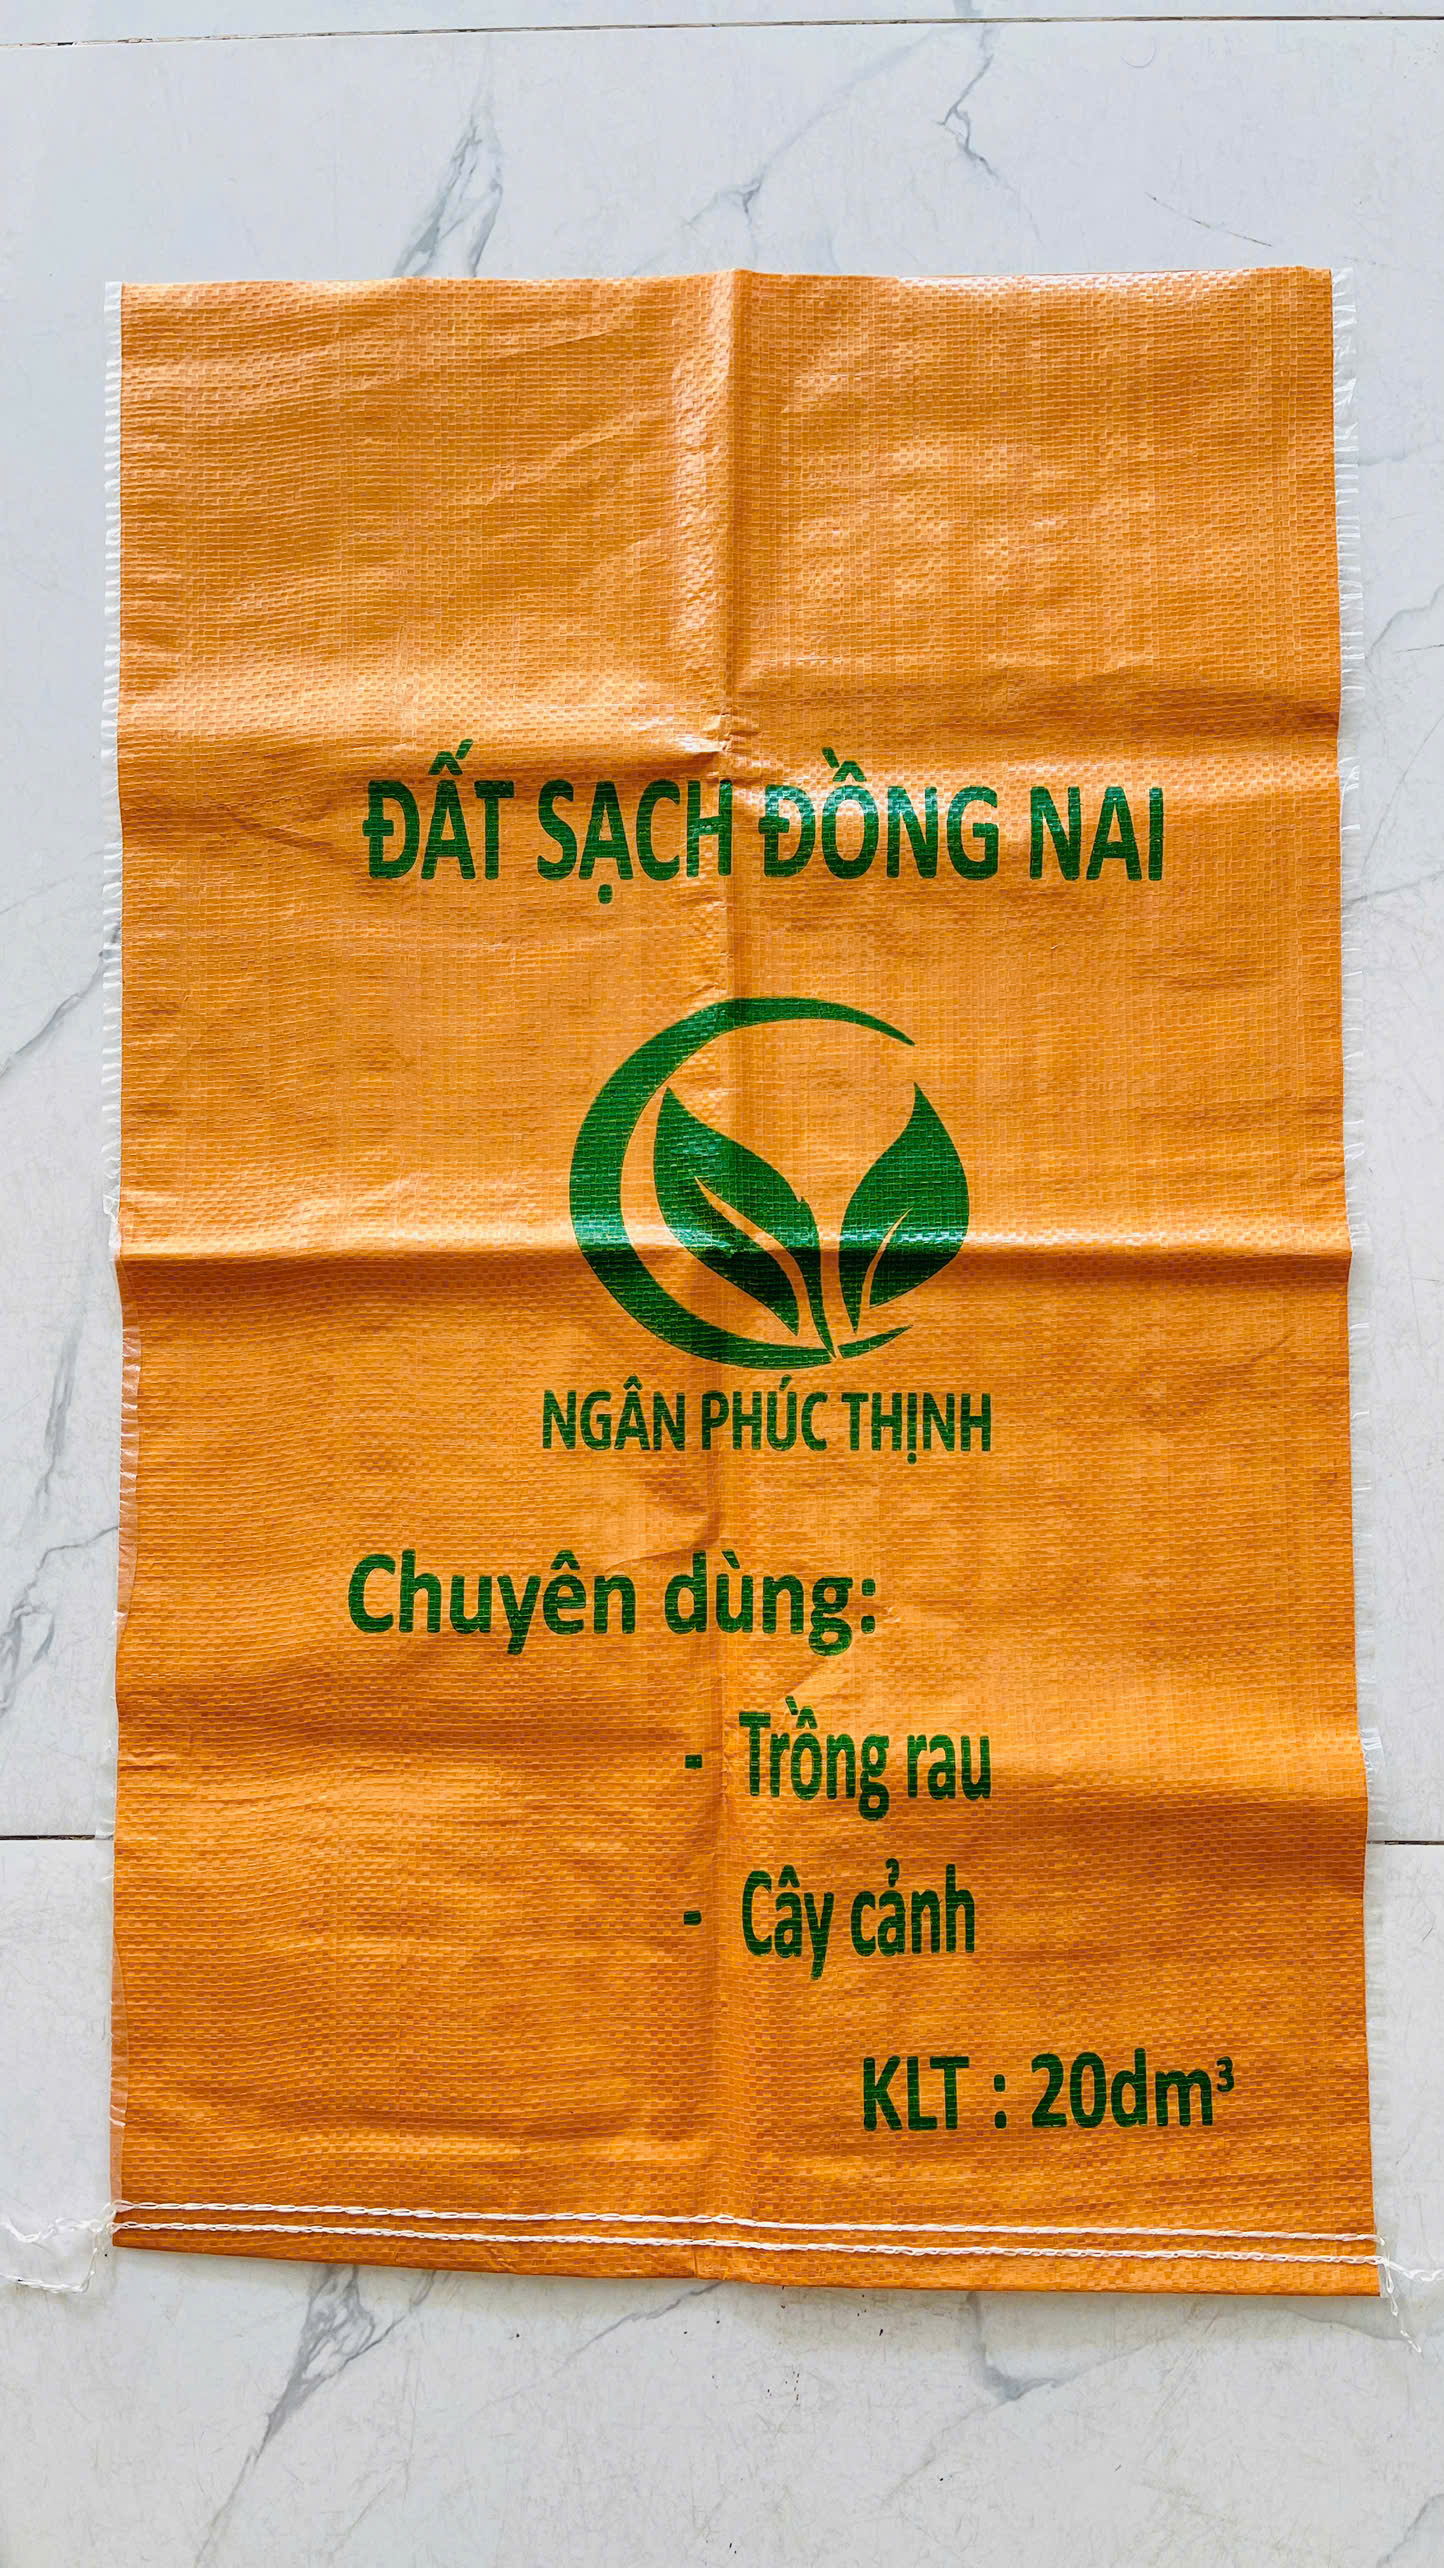 ĐẤT SẠCH ĐỒNG NAI
NGÂN PHÚC THỊNH
Chuyên dùng:
- Trồng rau
- Cây cảnh
KLT : 20dm³